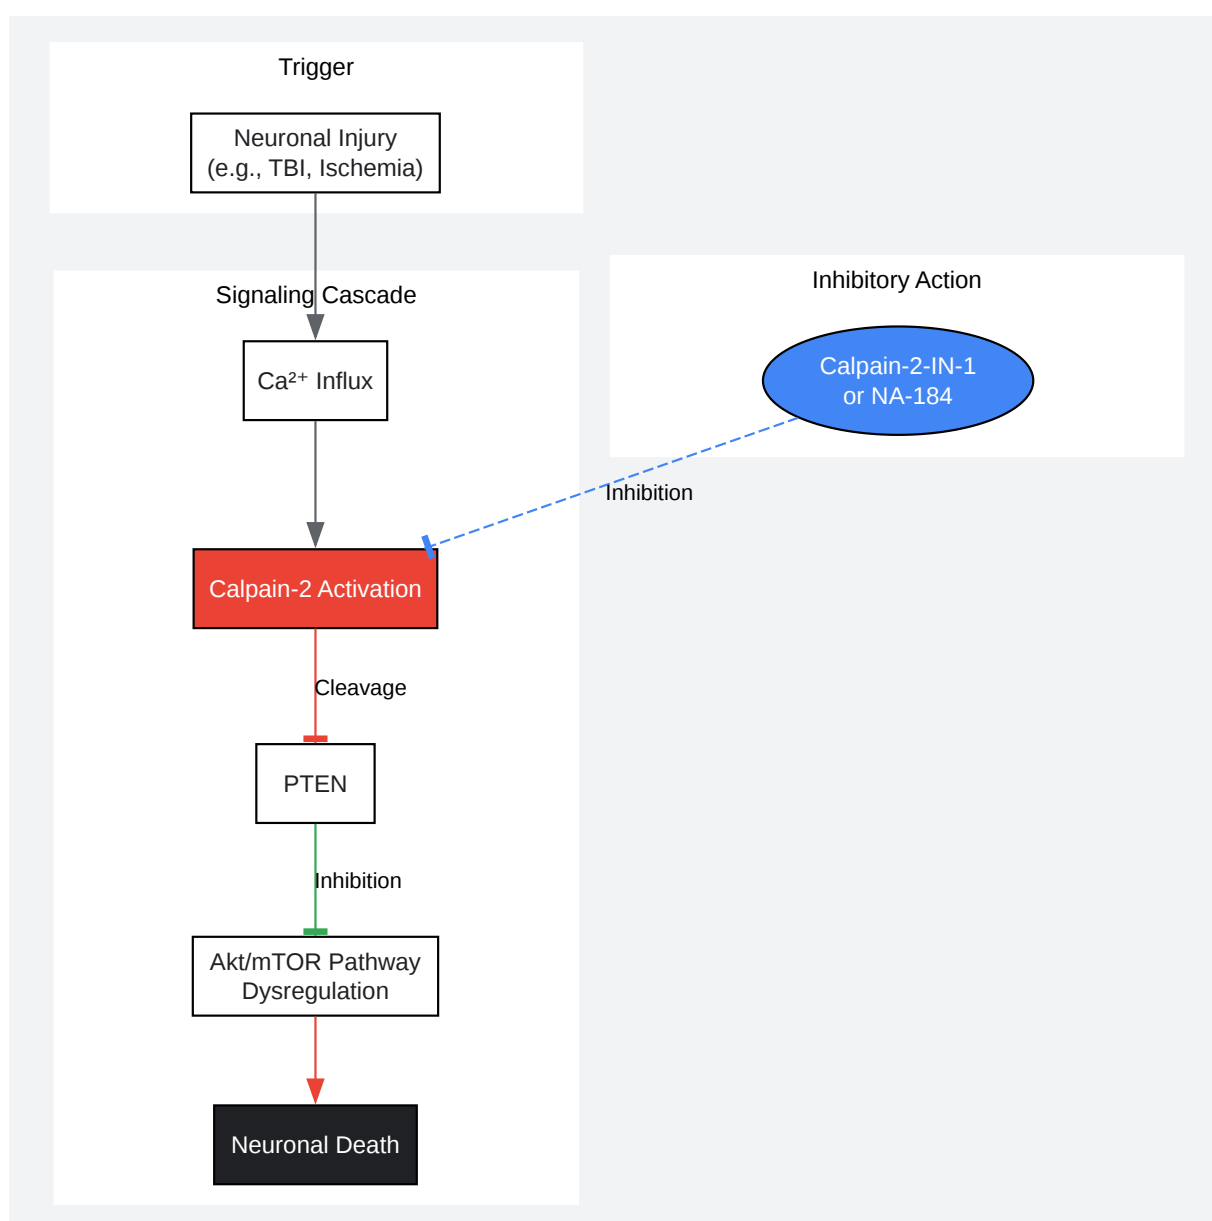 Trigger
Neuronal Injury
(e.g., TBI, Ischemia)
Signaling Cascade
Ca²⁺ Influx
Inhibitory Action
Calpain-2-IN-1
or NA-184
Inhibition
Calpain-2 Activation
Cleavage
PTEN
Inhibition
Akt/mTOR Pathway
Dysregulation
Neuronal Death